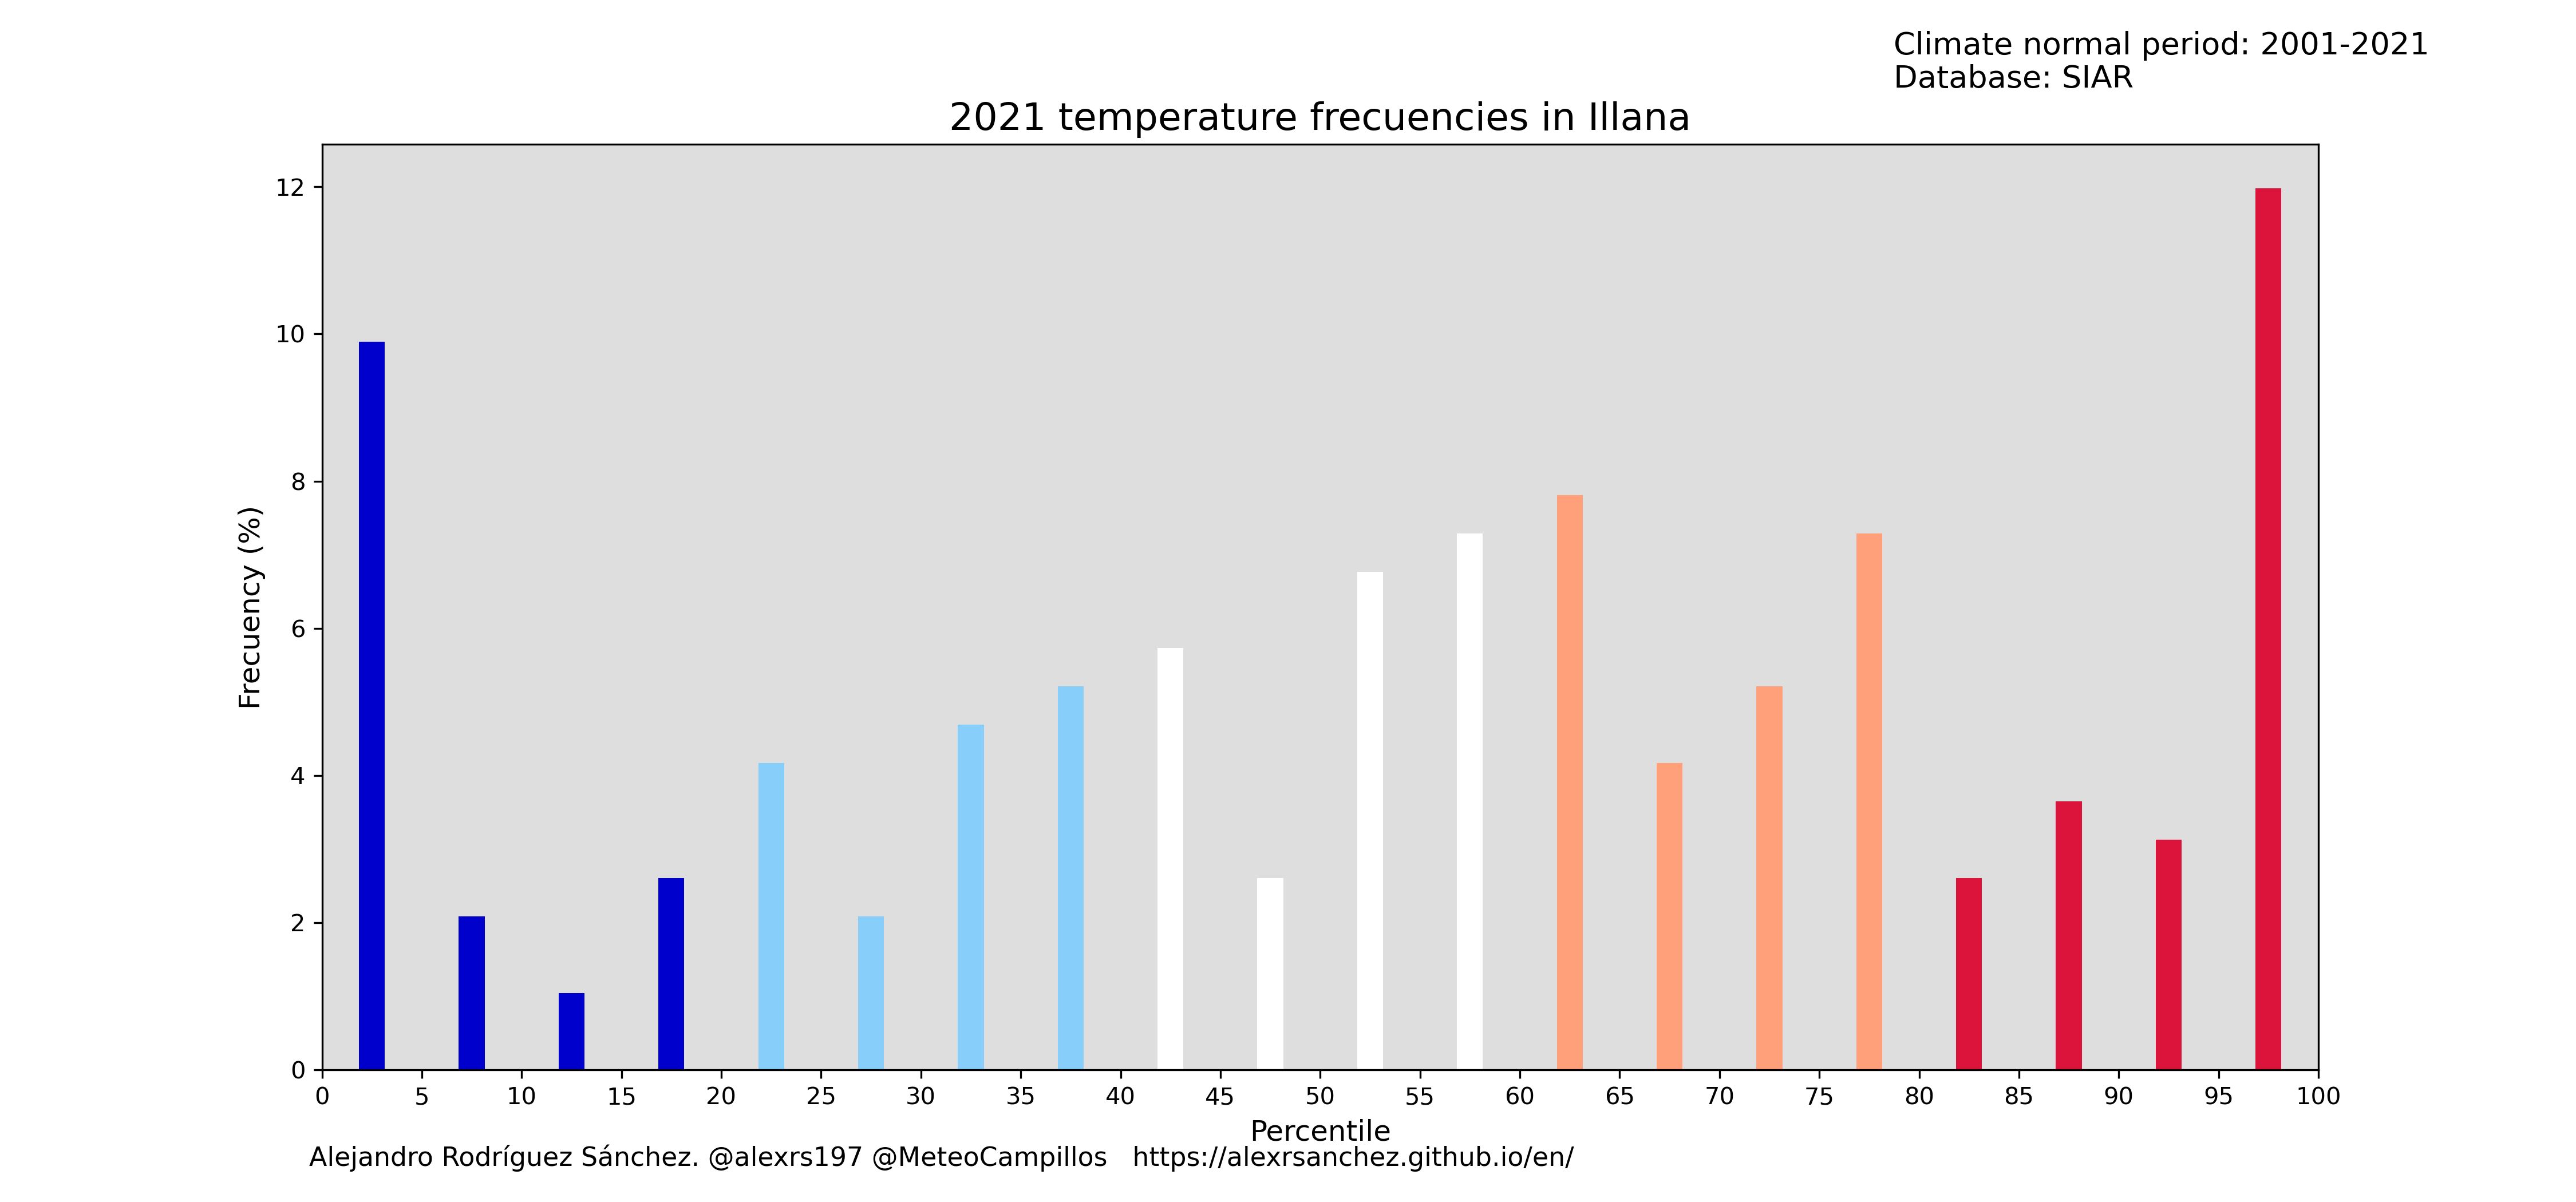 Climate normal period: 2001-2021
Database: SIAR
2021 temperature frecuencies in Illana
12
10
8
6
4
2
0
Frecuency (%)
0 5 10 15 20 25 30 35 40 45 50 55 60 65 70 75 80 85 90 95 100
Percentile
Alejandro Rodríguez Sánchez. @alexrs197 @MeteoCampillos https://alexrsanchez.github.io/en/